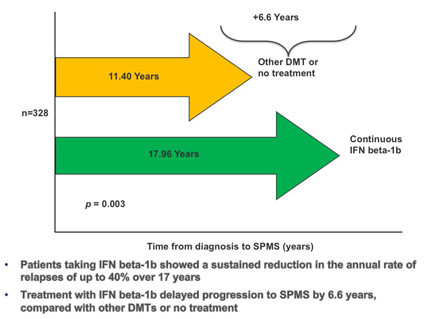 +6.6 Years
Other DMT or
no treatment
11.40 Years
n=328
Continuous
IFN beta-1b
17.96 Years
p = 0.003
Time from diagnosis to SPMS (years)
• Patients taking IFN beta-1b showed a sustained reduction in the annual rate of
relapses of up to 40% over 17 years
• Treatment with IFN beta-1b delayed progression to SPMS by 6.6 years,
compared with other DMTs or no treatment